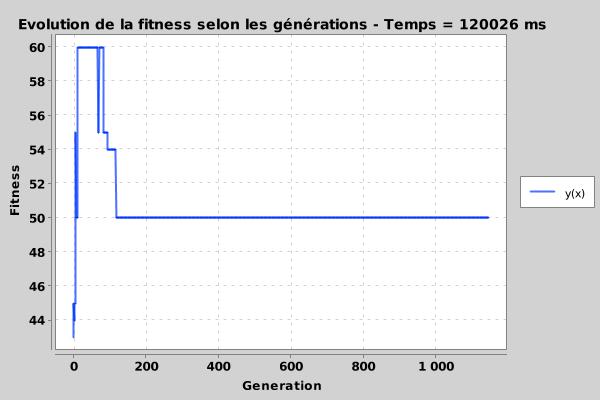 Evolution de la fitness selon les générations - Temps = 120026 ms
60
58
56
54
52
50
48
46
44
Fitness
0 200 400 600 800 1 000
Generation
y(x)